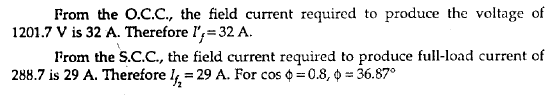 From the O.C.C., the field current required to produce the voltage of
1201.7 V is 32 A. Therefore I'f = 32 A.
From the S.C.C., the field current required to produce full-load current of
288.7 is 29 A. Therefore If2 = 29 A. For cos ϕ = 0.8, ϕ = 36.87°